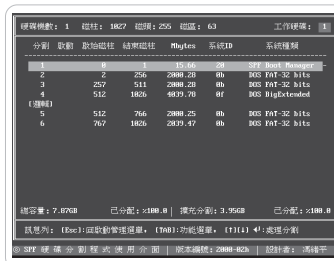 硬碟機數: 1 磁柱: 1027 磁頭: 255 磁區: 63 工作硬碟: 1
分割 啟動 啟始磁柱 結束磁柱 Mbytes 系統ID 系統種類
1 0 1 15.66 20 SPF Boot Manager
2 2 256 2000.28 0b DOS FAT-32 bits
3 257 511 2000.28 0b DOS FAT-32 bits
4 512 1026 4039.78 0f DOS BigExtended
[邏輯]
5 512 766 2000.25 0b DOS FAT-32 bits
6 767 1026 2039.47 0b DOS FAT-32 bits
總容量: 7.87GB 已分配: %100.0 | 擴充分割: 3.95GB 已分配: %100.0
訊息列: [Esc]:回啟動管理選單, [TAB]:功能選單, [↑][↓] ↵:處理分割
◎ SPF 硬碟分割程式使用介面 | 版本編號: 2000-02b | 設計者: 馮緒平